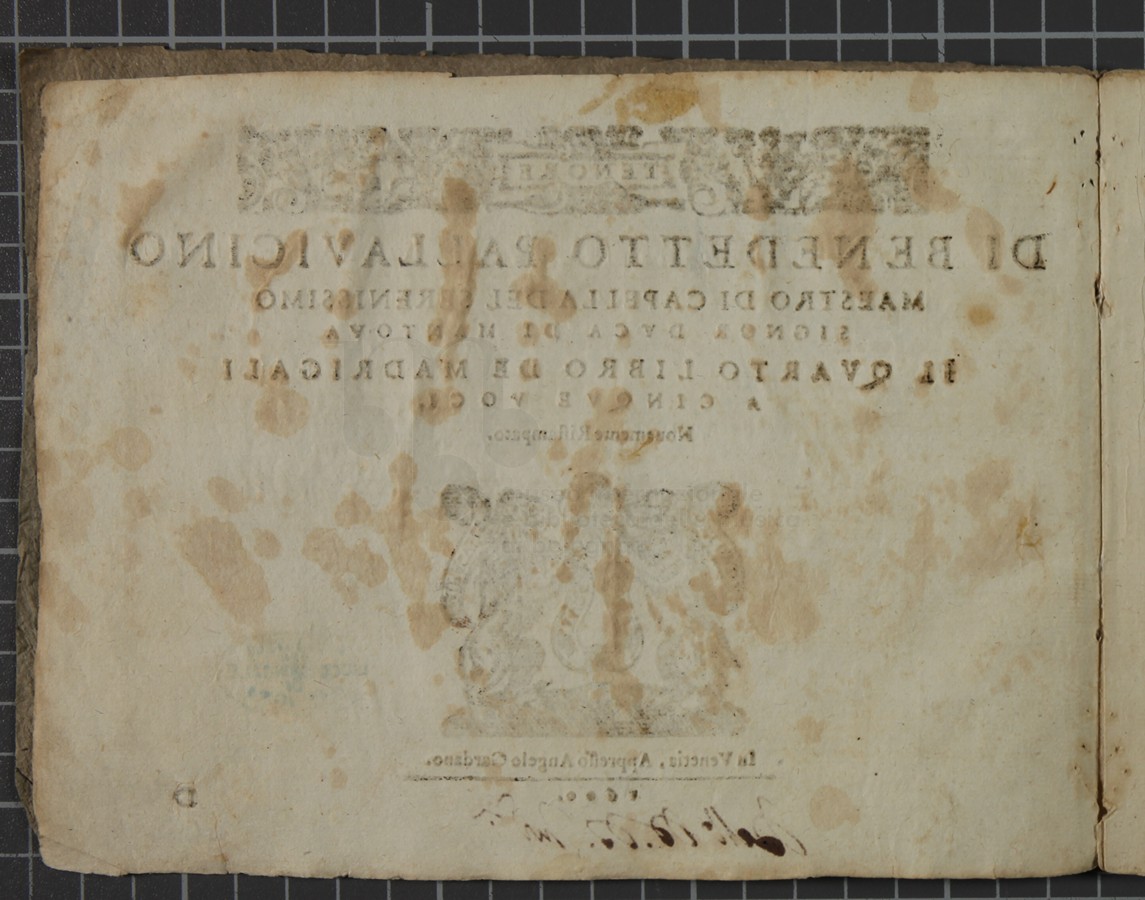 TENORE
DI BENEDETTO PALLAVICINO
MAESTRO DI CAPELLA DEL SERENISSIMO
SIGNOR DVCA DI MANTOVA
IL QVARTO LIBRO DE MADRIGALI
A CINQVE VOCI,
Nouamente Ristampato.
In Venetia, Appresso Angelo Gardano.
1600.
D